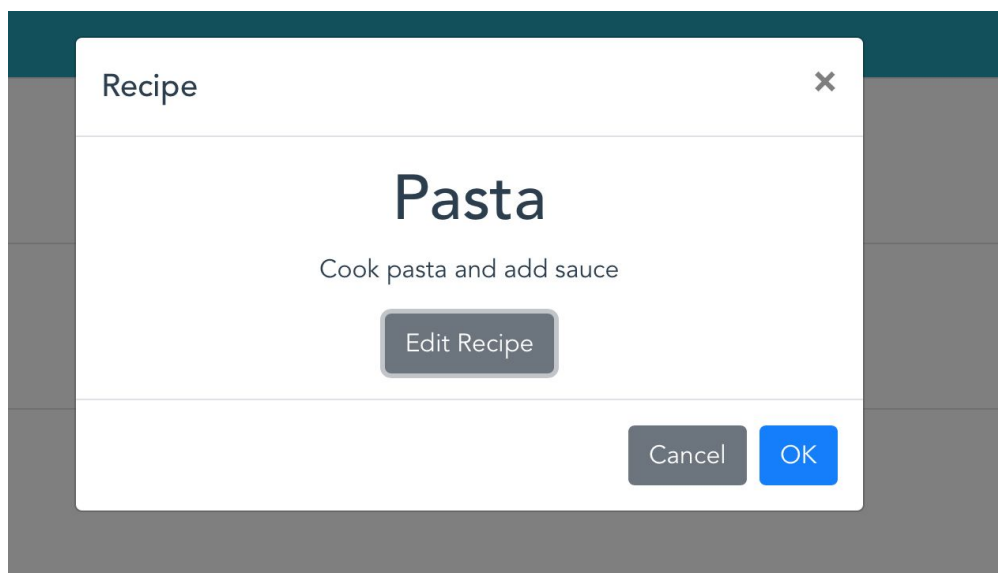 Recipe ×
Pasta
Cook pasta and add sauce
Edit Recipe
Cancel OK